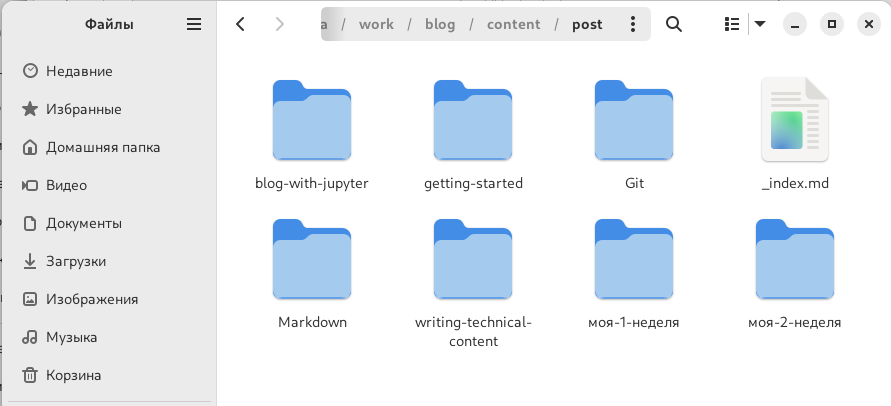 Файлы
а / work / blog / content / post
Недавние
Избранные
Домашняя папка
Видео
Документы
Загрузки
Изображения
Музыка
Корзина
blog-with-jupyter
getting-started
Git
_index.md
Markdown
writing-technical-
content
моя-1-неделя
моя-2-неделя